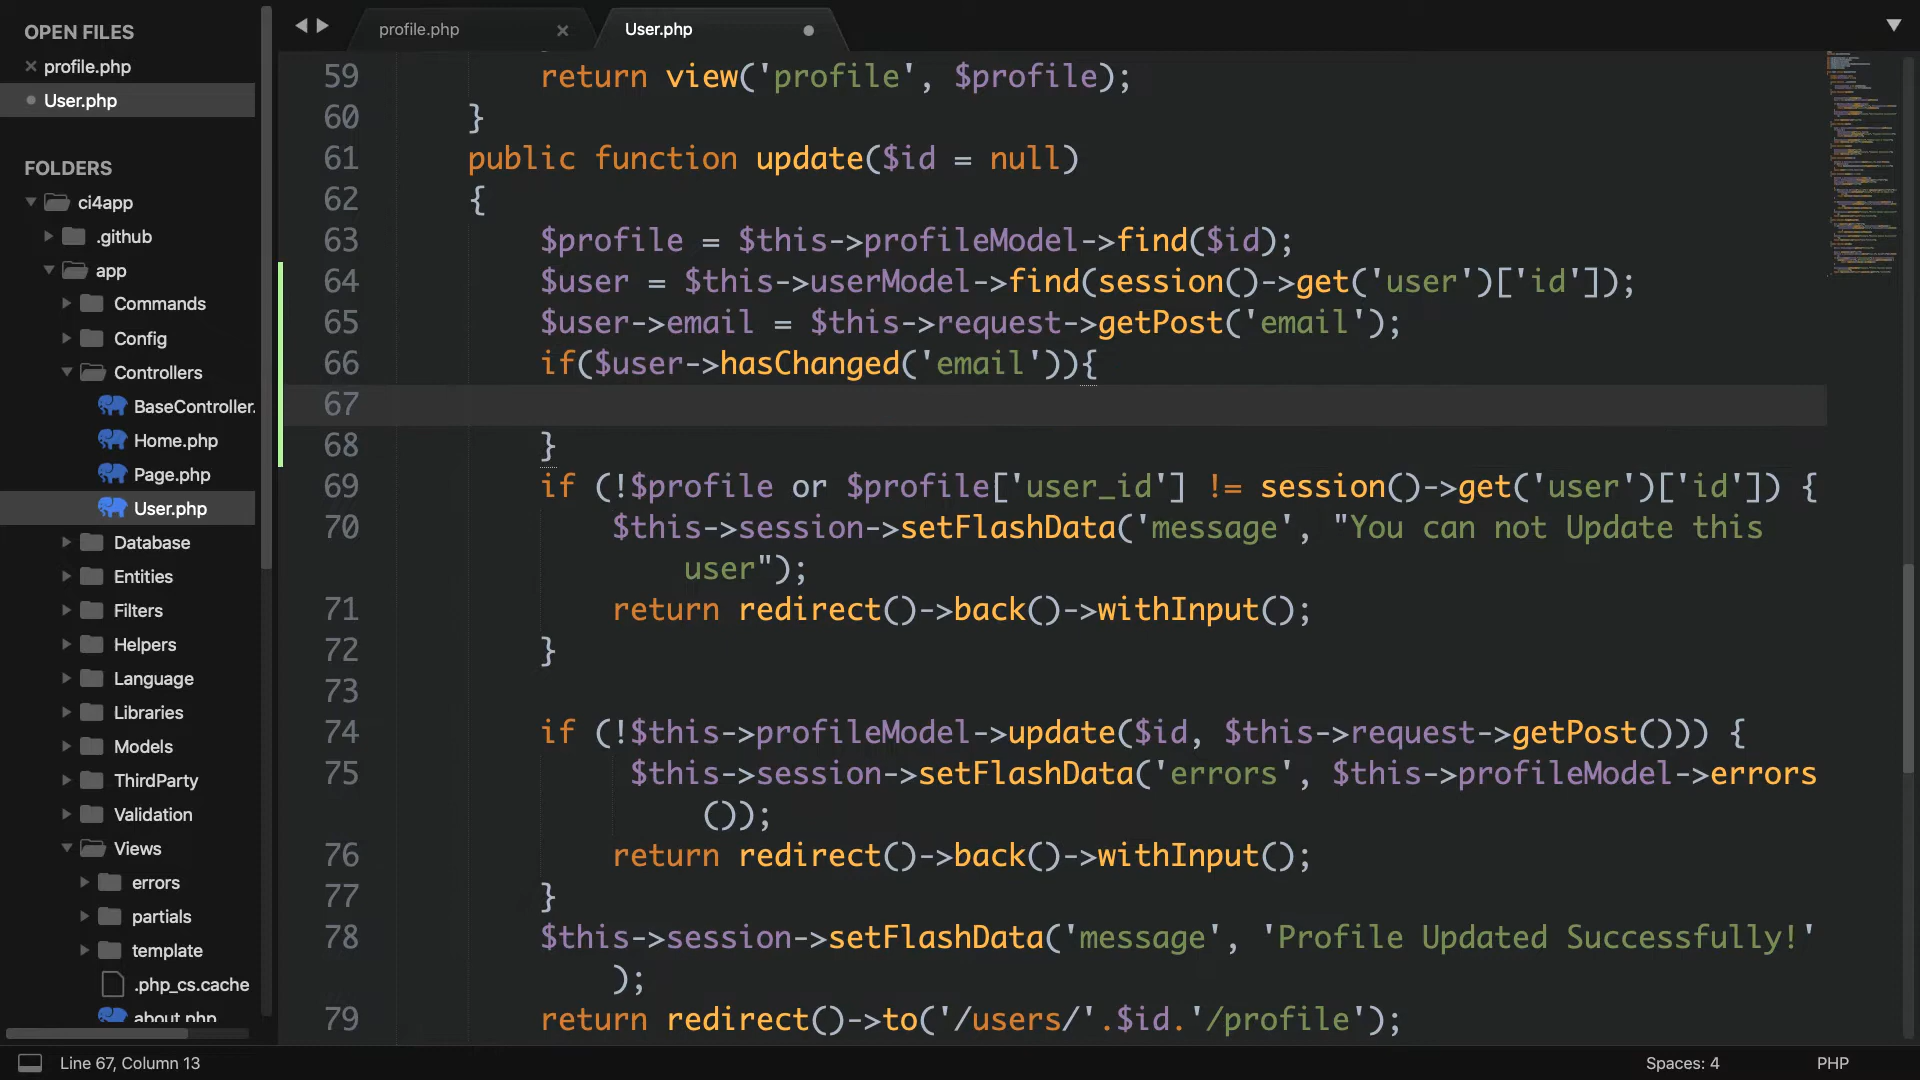 OPEN FILES
profile.php
User.php
FOLDERS
ci4app
.github
app
Commands
Config
Controllers
BaseController.
Home.php
Page.php
User.php
Database
Entities
Filters
Helpers
Language
Libraries
Models
ThirdParty
Validation
Views
errors
partials
template
.php_cs.cache
about.php
profile.php
User.php
59 return view('profile', $profile);
60 }
61 public function update($id = null)
62 {
63 $profile = $this->profileModel->find($id);
64 $user = $this->userModel->find(session()->get('user')['id']);
65 $user->email = $this->request->getPost('email');
66 if($user->hasChanged('email')){
67
68 }
69 if (!$profile or $profile['user_id'] != session()->get('user')['id']) {
70 $this->session->setFlashData('message', "You can not Update this
user");
71 return redirect()->back()->withInput();
72 }
73
74 if (!$this->profileModel->update($id, $this->request->getPost())) {
75 $this->session->setFlashData('errors', $this->profileModel->errors
());
76 return redirect()->back()->withInput();
77 }
78 $this->session->setFlashData('message', 'Profile Updated Successfully!'
);
79 return redirect()->to('/users/'.$id.'/profile');
Line 67, Column 13
Spaces: 4
PHP